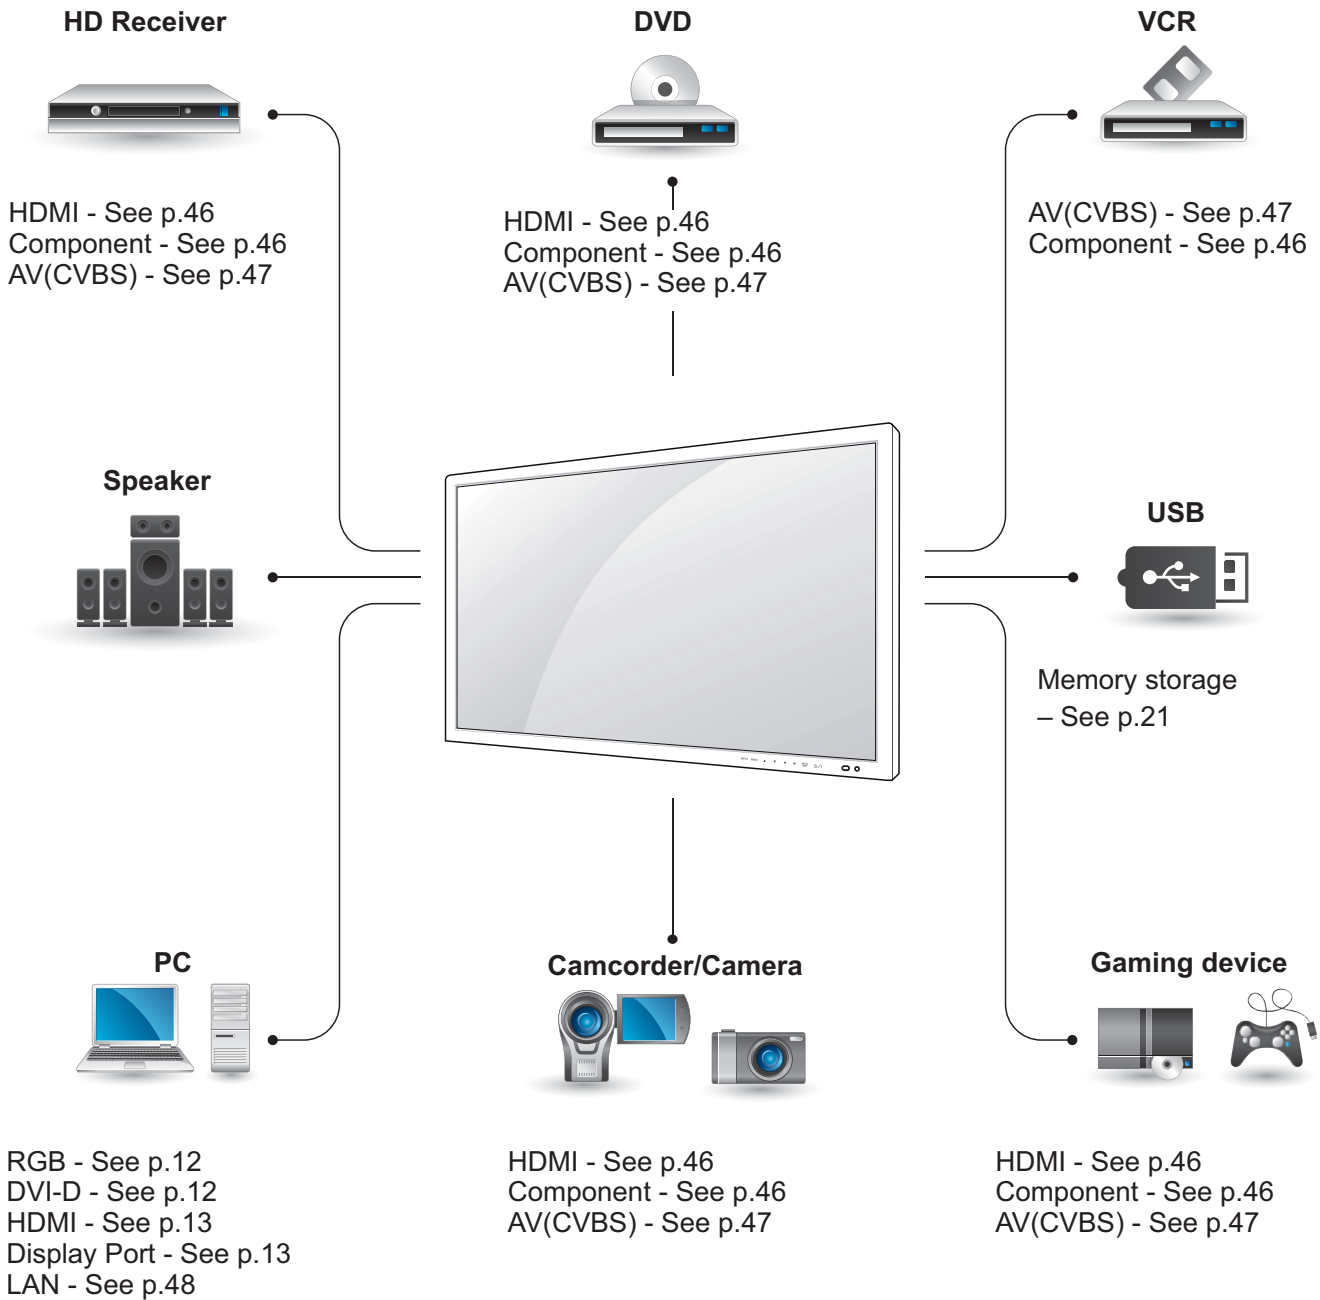 HD Receiver
HDMI - See p.46
Component - See p.46
AV(CVBS) - See p.47
DVD
HDMI - See p.46
Component - See p.46
AV(CVBS) - See p.47
VCR
AV(CVBS) - See p.47
Component - See p.46
Speaker
USB
Memory storage
– See p.21
PC
RGB - See p.12
DVI-D - See p.12
HDMI - See p.13
Display Port - See p.13
LAN - See p.48
Camcorder/Camera
HDMI - See p.46
Component - See p.46
AV(CVBS) - See p.47
Gaming device
HDMI - See p.46
Component - See p.46
AV(CVBS) - See p.47